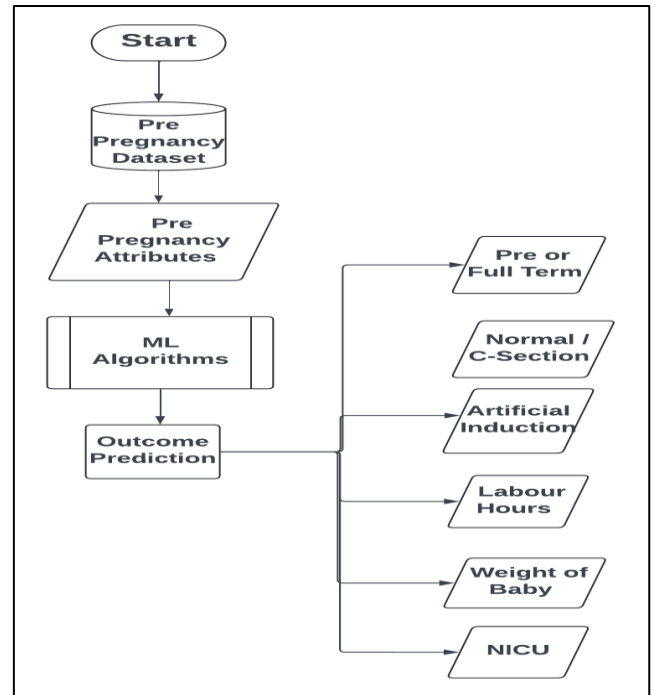 Start
Pre
Pregnancy
Dataset
Pre
Pregnancy
Attributes
ML
Algorithms
Outcome
Prediction
Pre or
Full Term
Normal /
C-Section
Artificial
Induction
Labour
Hours
Weight of
Baby
NICU